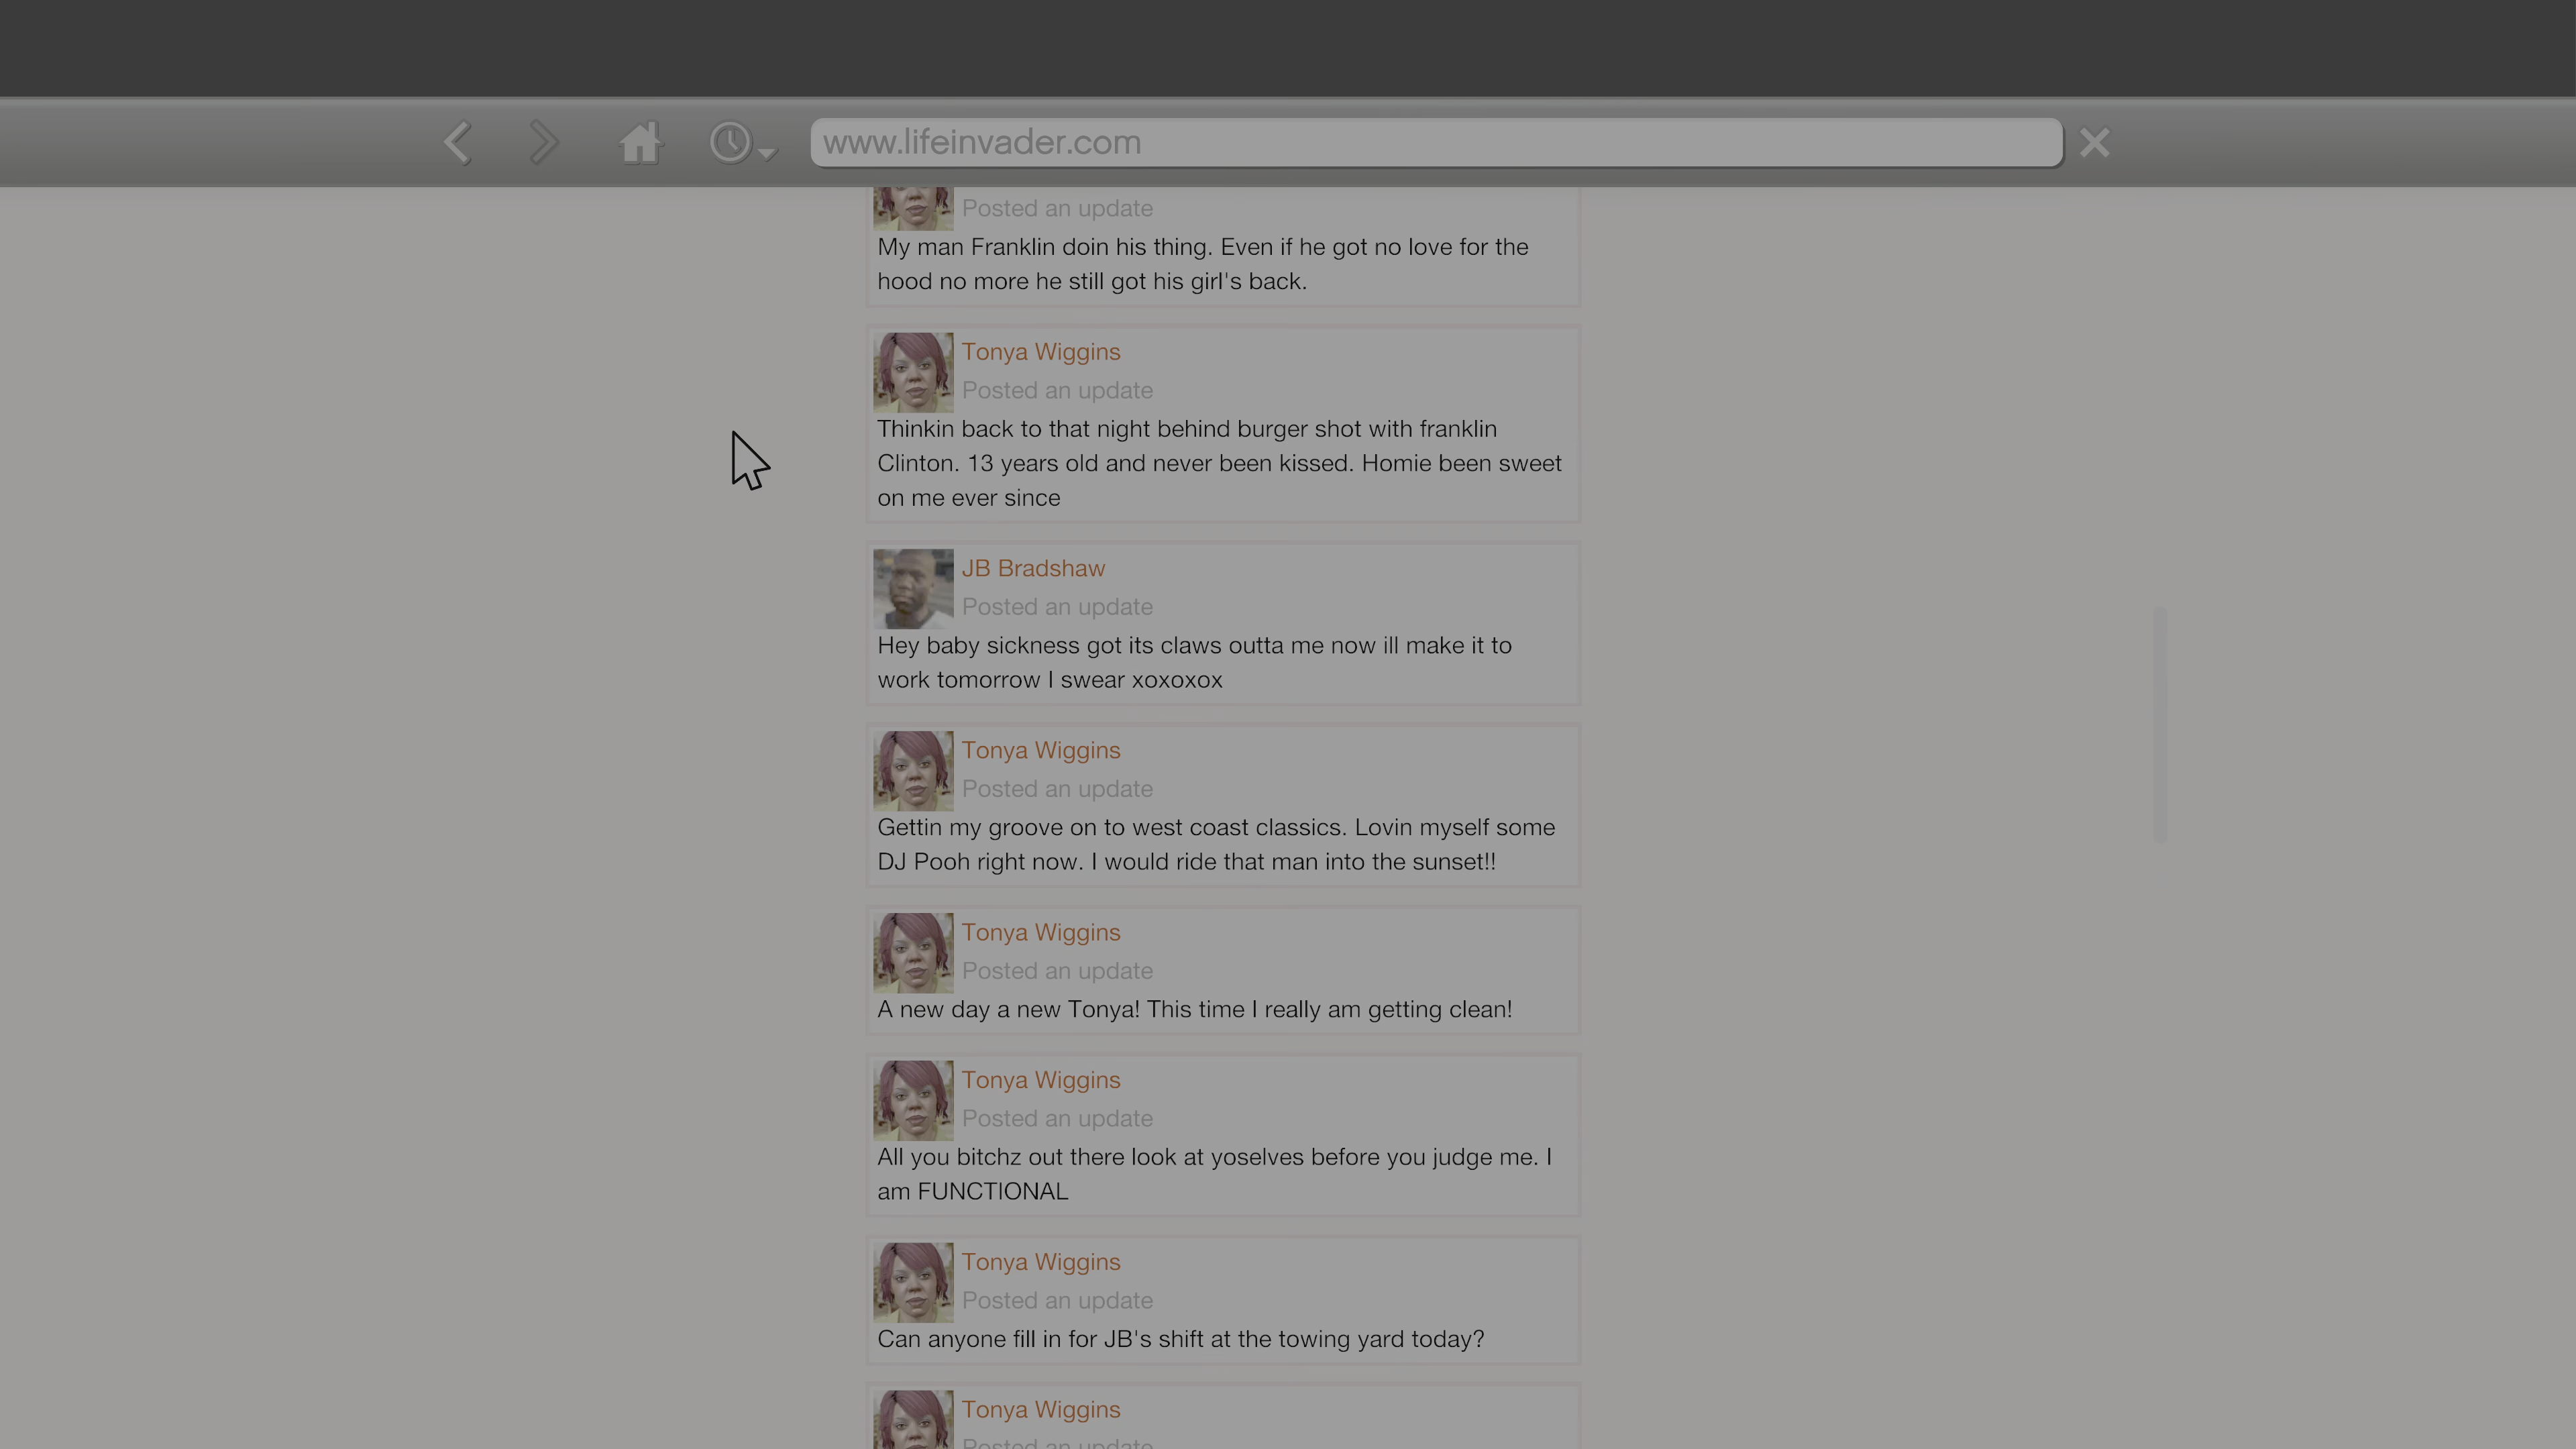 www.lifeinvader.com
Posted an update
My man Franklin doin his thing. Even if he got no love for the
hood no more he still got his girl's back.
Tonya Wiggins
Posted an update
Thinkin back to that night behind burger shot with franklin
Clinton. 13 years old and never been kissed. Homie been sweet
on me ever since
JB Bradshaw
Posted an update
Hey baby sickness got its claws outta me now ill make it to
work tomorrow I swear xoxoxox
Tonya Wiggins
Posted an update
Gettin my groove on to west coast classics. Lovin myself some
DJ Pooh right now. I would ride that man into the sunset!!
Tonya Wiggins
Posted an update
A new day a new Tonya! This time I really am getting clean!
Tonya Wiggins
Posted an update
All you bitchz out there look at yoselves before you judge me. I
am FUNCTIONAL
Tonya Wiggins
Posted an update
Can anyone fill in for JB's shift at the towing yard today?
Tonya Wiggins
Posted an update